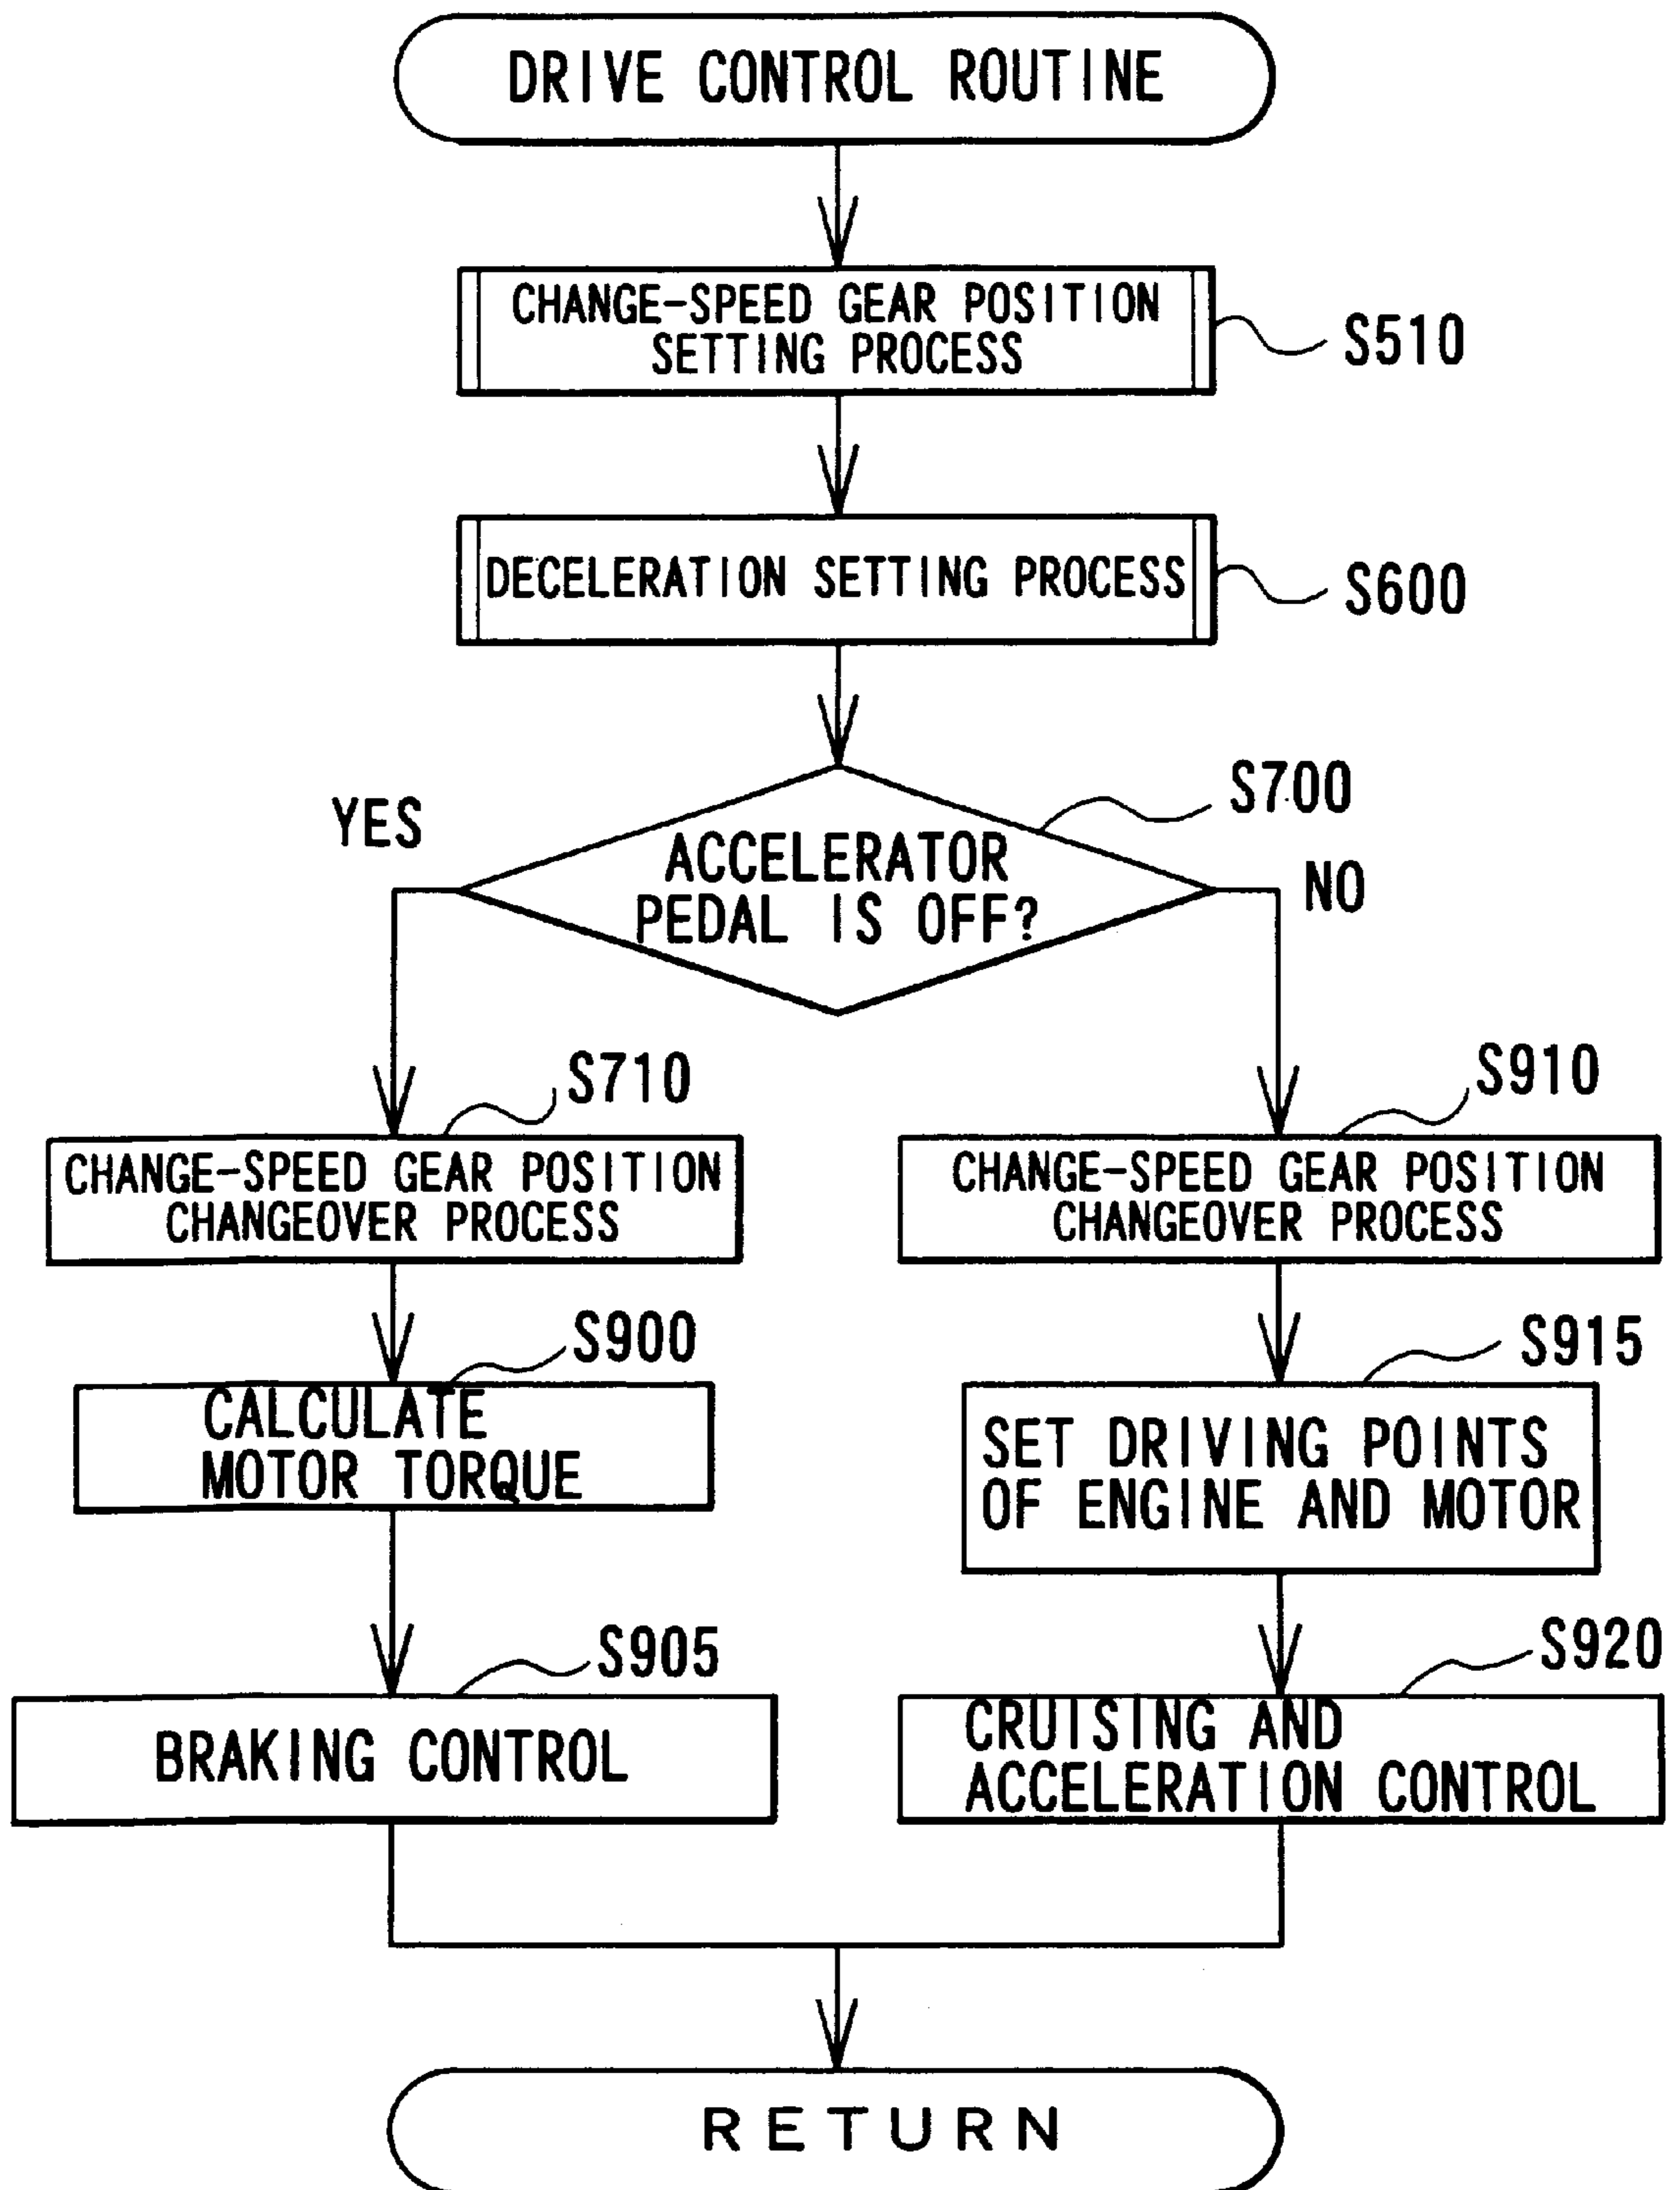 DRIVE CONTROL ROUTINE
CHANGE-SPEED GEAR POSITION
SETTING PROCESS
S510
DECELERATION SETTING PROCESS
S600
S700
YES
ACCELERATOR
PEDAL IS OFF?
NO
S710
CHANGE-SPEED GEAR POSITION
CHANGEOVER PROCESS
S910
CHANGE-SPEED GEAR POSITION
CHANGEOVER PROCESS
S900
CALCULATE
MOTOR TORQUE
S915
SET DRIVING POINTS
OF ENGINE AND MOTOR
S905
BRAKING CONTROL
S920
CRUISING AND
ACCELERATION CONTROL
RETURN